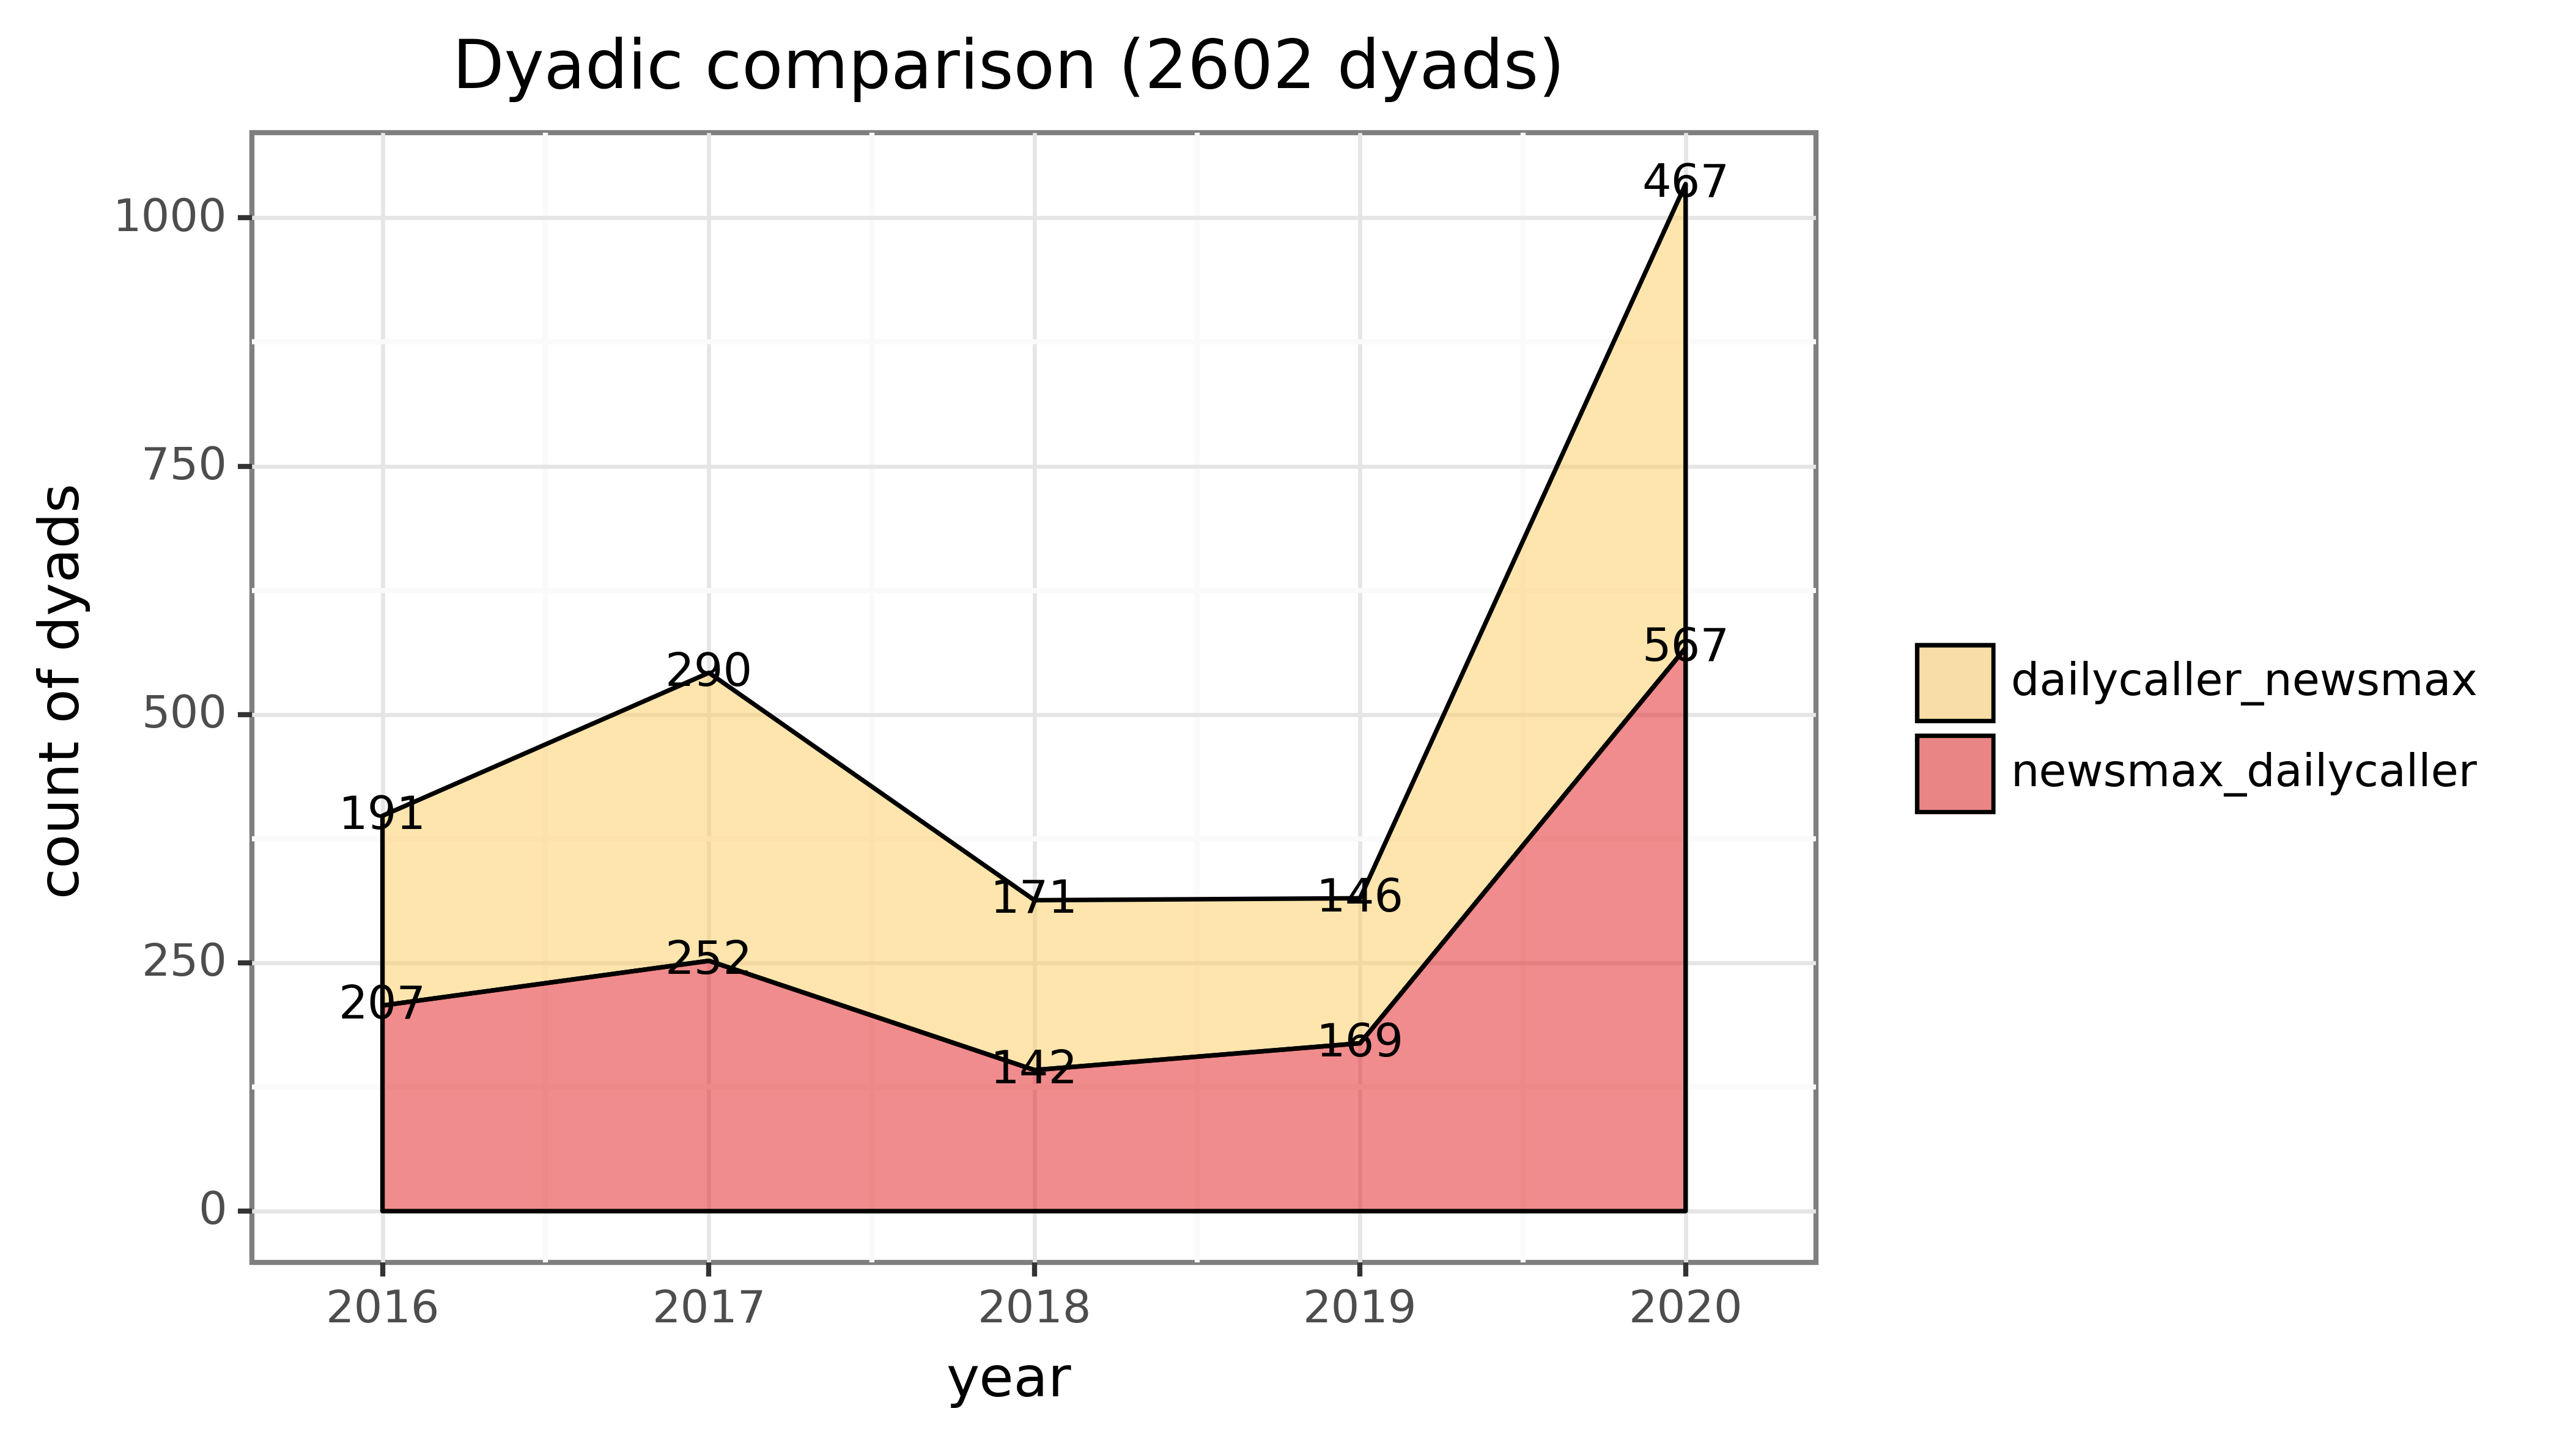 Dyadic comparison (2602 dyads)
count of dyads
1000
750
500
250
0
467
567
290
191
171
146
252
207
169
142
2016 2017 2018 2019 2020
year
dailycaller_newsmax
newsmax_dailycaller